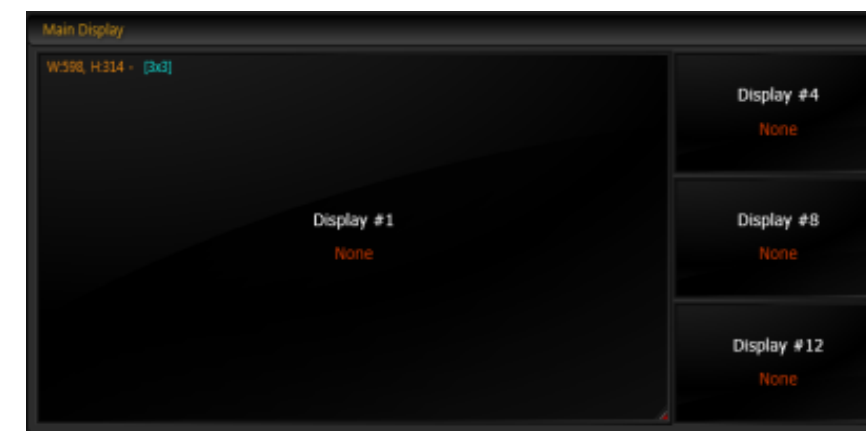 Main Display
W:598, H:314 - [3x3]
Display #1
None
Display #4
None
Display #8
None
Display #12
None